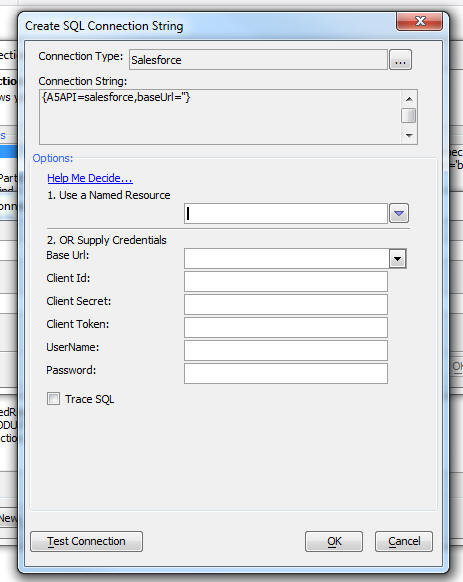 Create SQL Connection String
Connection Type: Salesforce ...
Connection String:
{A5API=salesforce,baseUrl=''}
Options:
Help Me Decide...
1. Use a Named Resource
2. OR Supply Credentials
Base Url:
Client Id:
Client Secret:
Client Token:
UserName:
Password:
Trace SQL
Test Connection OK Cancel